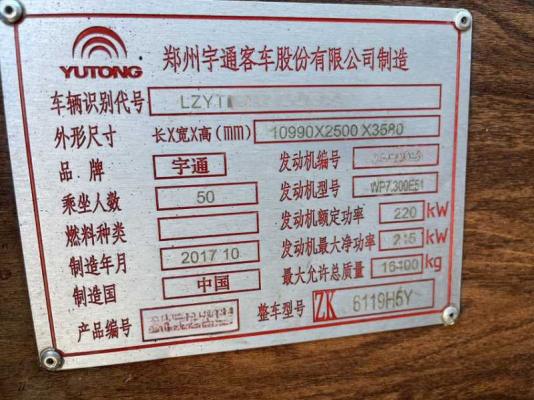 YUTONG 郑州宇通客车股份有限公司制造
车辆识别代号 LZYT
外形尺寸 长X宽X高(mm) 10990X2500X3580
品牌 宇通 发动机编号
乘坐人数 50 发动机型号 WP7.300E51
燃料种类 发动机额定功率 220 kW
制造年月 2017 10 发动机最大净功率 215 kW
制造国 中国 最大允许总质量 16400 kg
产品编号 整车型号 ZK 6119H5Y